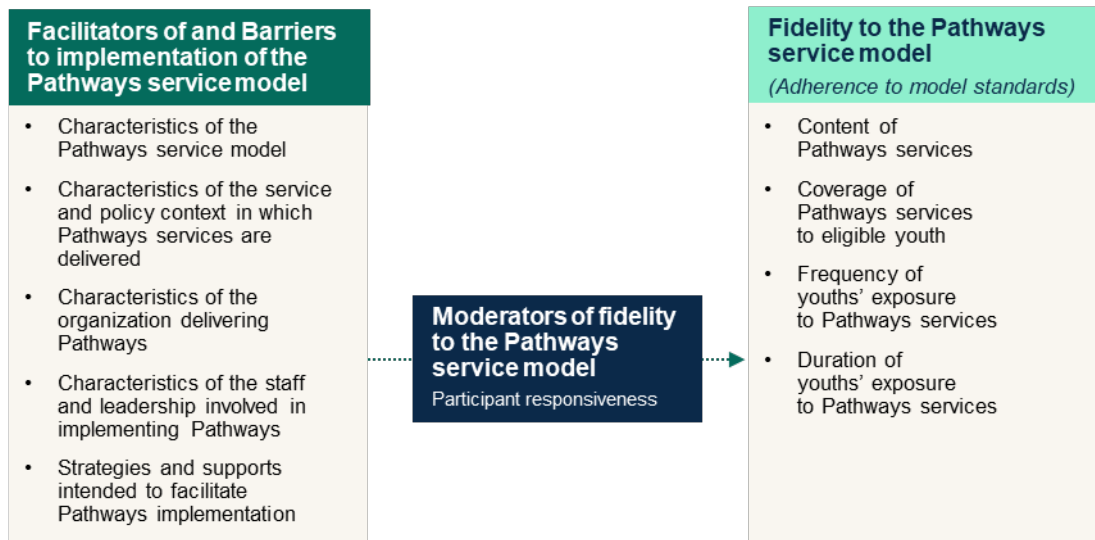 Facilitators of and Barriers
to implementation of the
Pathways service model
• Characteristics of the
Pathways service model
• Characteristics of the service
and policy context in which
Pathways services are
delivered
• Characteristics of the
organization delivering
Pathways
• Characteristics of the staff
and leadership involved in
implementing Pathways
• Strategies and supports
intended to facilitate
Pathways implementation
Moderators of fidelity
to the Pathways
service model
Participant responsiveness
Fidelity to the Pathways
service model
(Adherence to model standards)
• Content of
Pathways services
• Coverage of
Pathways services
to eligible youth
• Frequency of
youths’ exposure
to Pathways services
• Duration of
youths’ exposure
to Pathways services